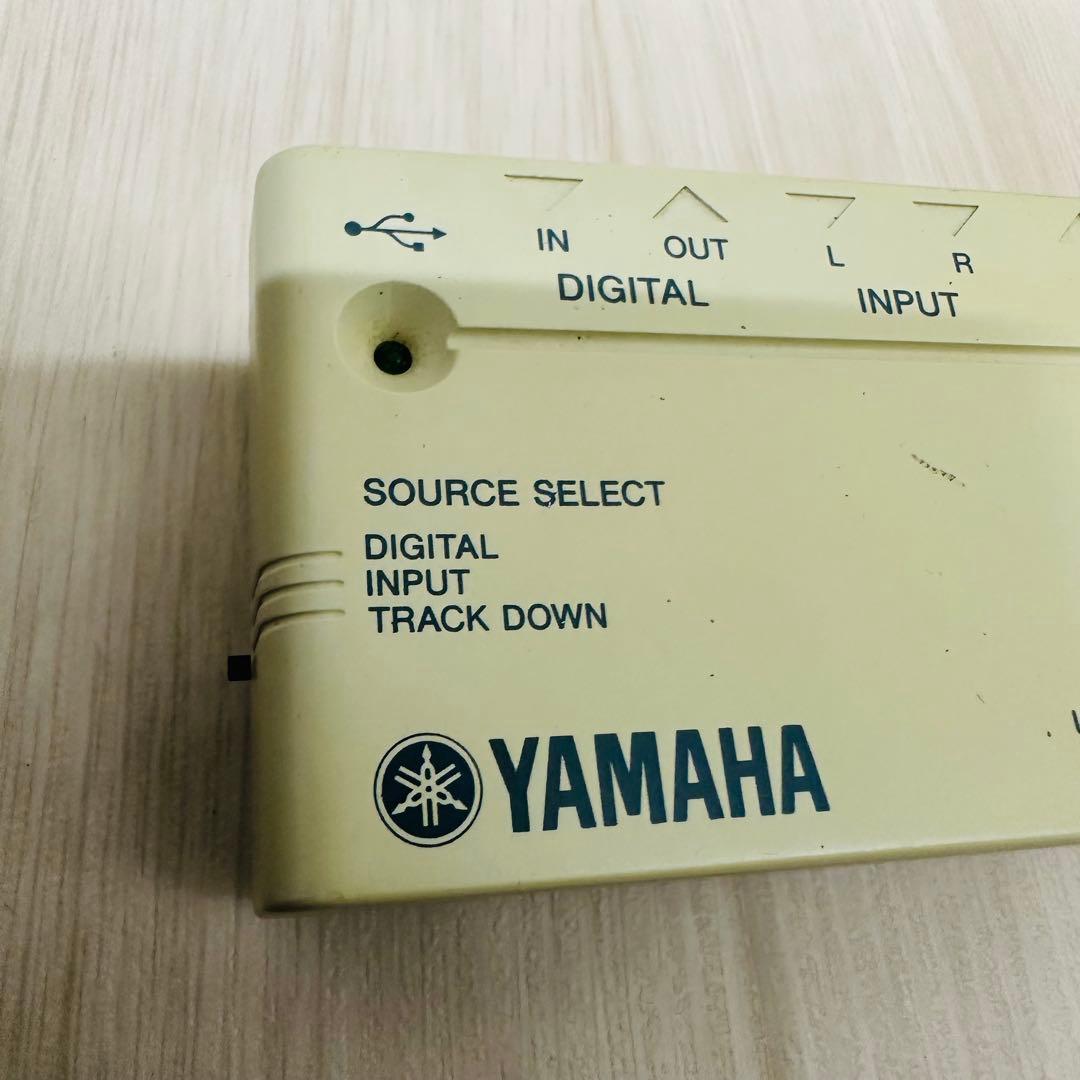 IN OUT L R
DIGITAL INPUT
SOURCE SELECT
DIGITAL
INPUT
TRACK DOWN
YAMAHA